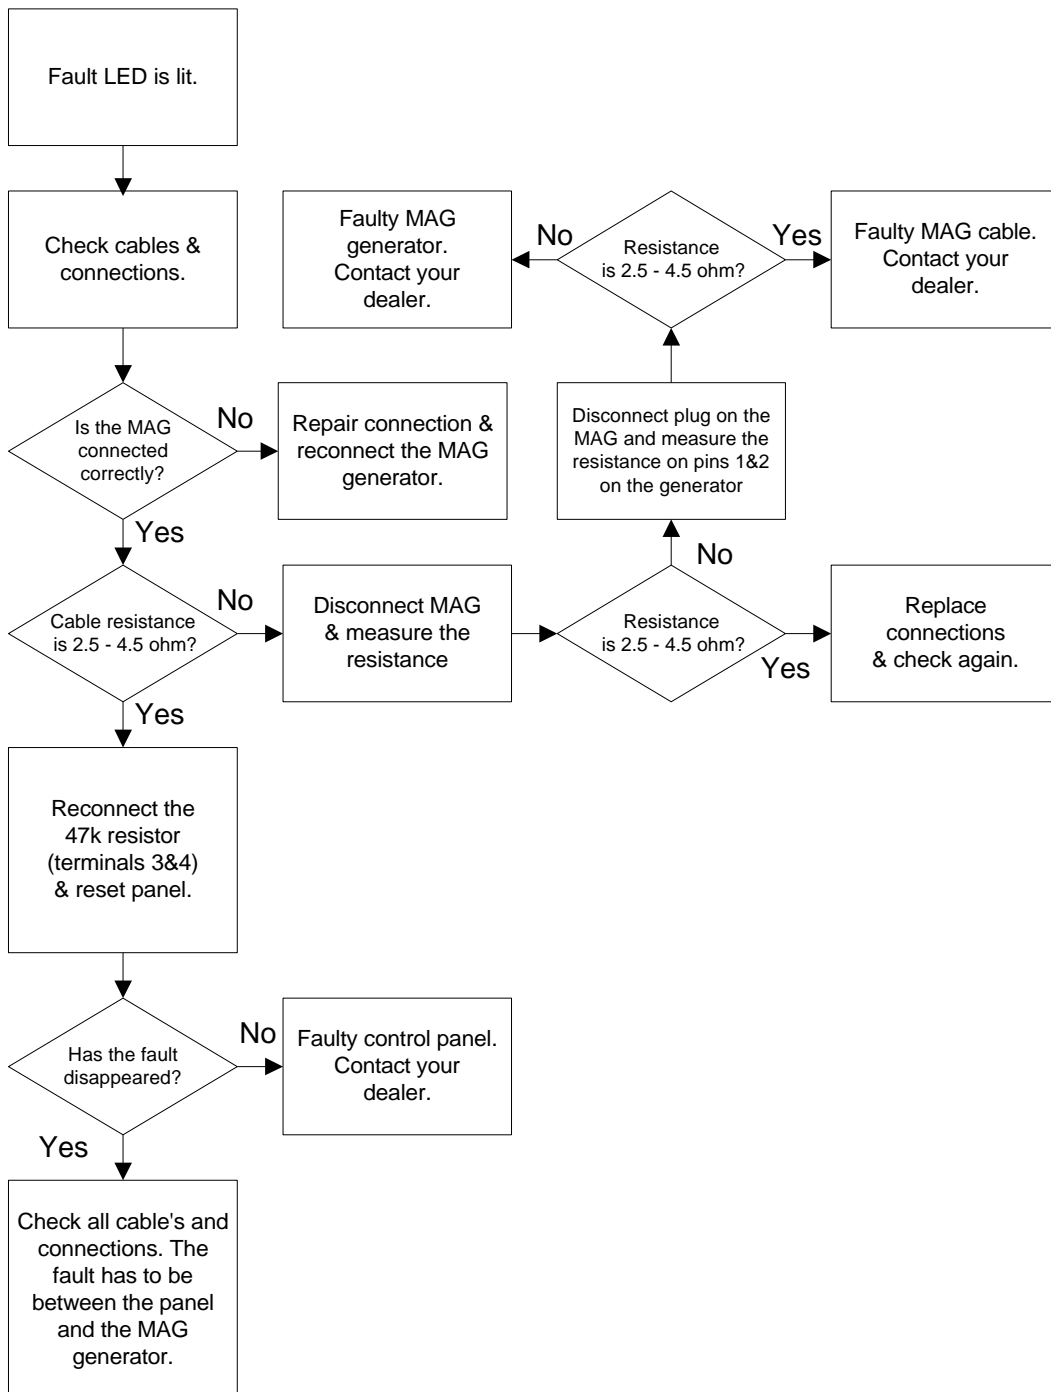 Fault LED is lit.
Check cables &
connections.
Faulty MAG
generator.
Contact your
dealer.
No
Resistance
is 2.5 - 4.5 ohm?
Yes
Faulty MAG cable.
Contact your
dealer.
Is the MAG
connected
correctly?
No
Repair connection &
reconnect the MAG
generator.
Disconnect plug on the
MAG and measure the
resistance on pins 1&2
on the generator
Yes
No
Cable resistance
is 2.5 - 4.5 ohm?
No
Disconnect MAG
& measure the
resistance
Resistance
is 2.5 - 4.5 ohm?
Yes
Replace
connections
& check again.
Yes
Reconnect the
47k resistor
(terminals 3&4)
& reset panel.
Has the fault
disappeared?
No
Faulty control panel.
Contact your
dealer.
Yes
Check all cable's and
connections. The
fault has to be
between the panel
and the MAG
generator.